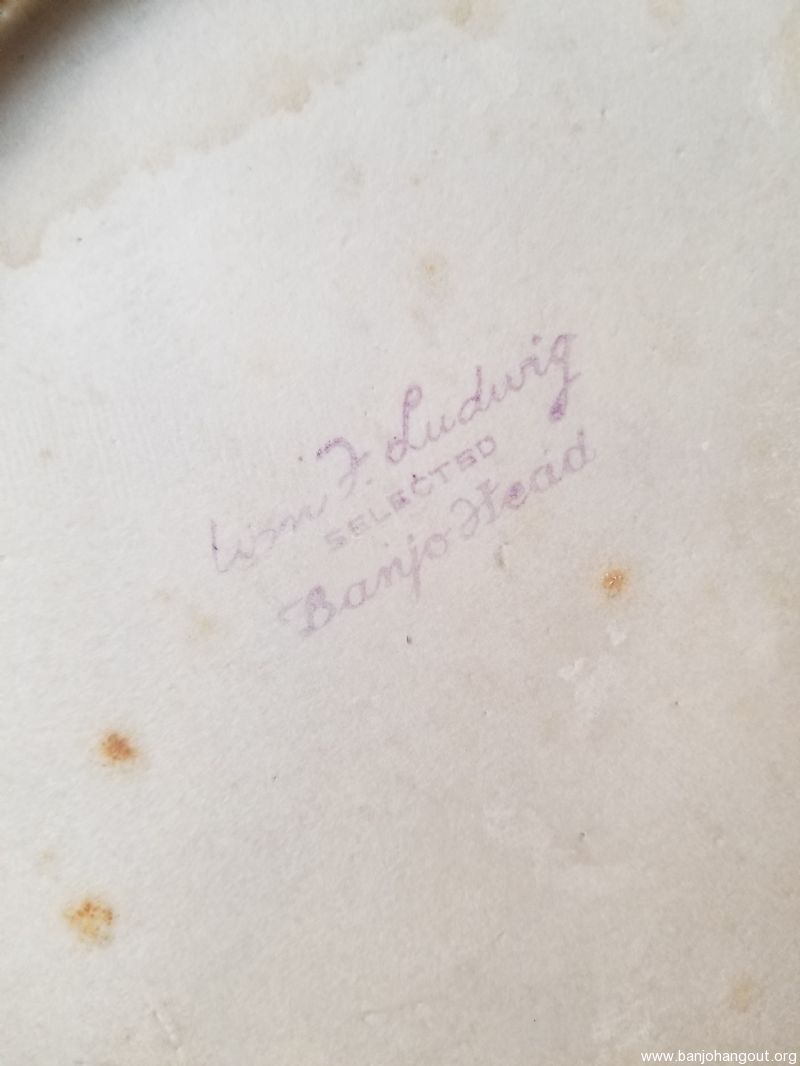 Wm F. Ludwig
SELECTED
Banjo Head
www.banjohangout.org